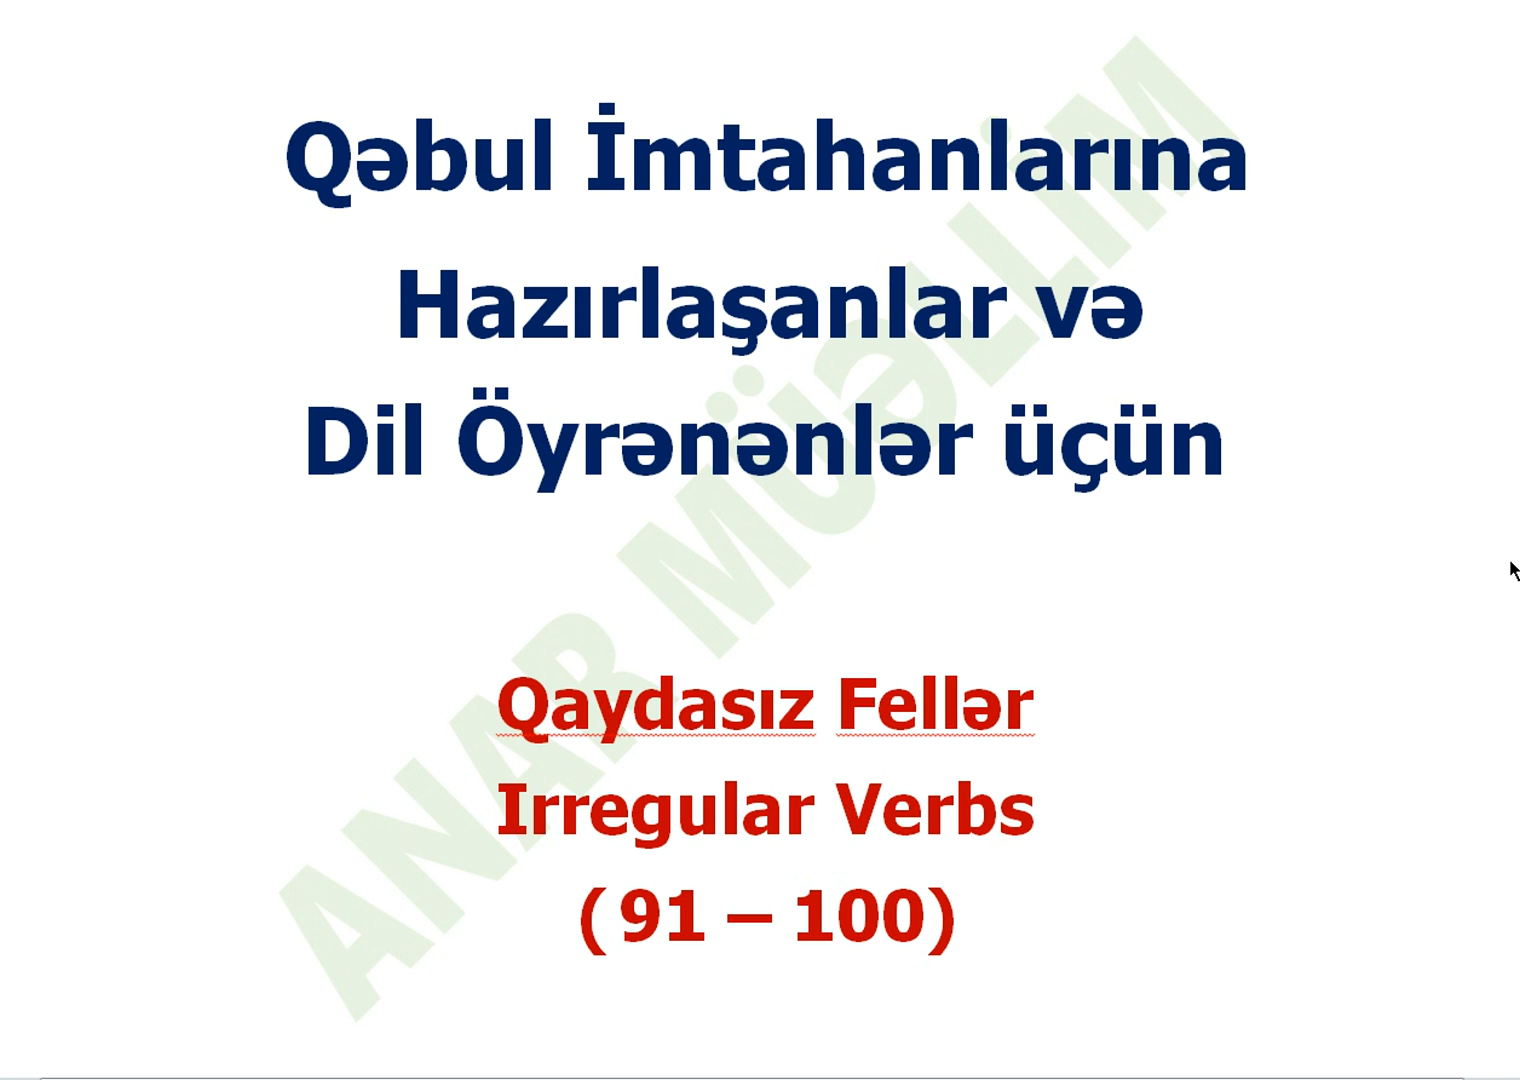 Qəbul İmtahanlarına
Hazırlaşanlar və
Dil Öyrənənlər üçün
Qaydasız Fellər
Irregular Verbs
( 91 – 100)
ANAR MÜƏLLİM